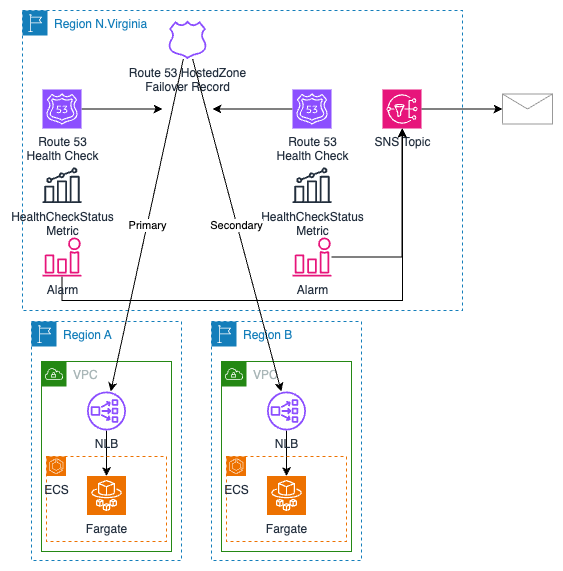 Region N.Virginia
Route 53 HostedZone
Failover Record
53
Route 53
Health Check
53
Route 53
Health Check
SNS Topic
HealthCheckStatus
Metric
HealthCheckStatus
Metric
Primary
Secondary
Alarm
Alarm
Region A
Region B
VPC
VPC
NLB
NLB
ECS
ECS
Fargate
Fargate